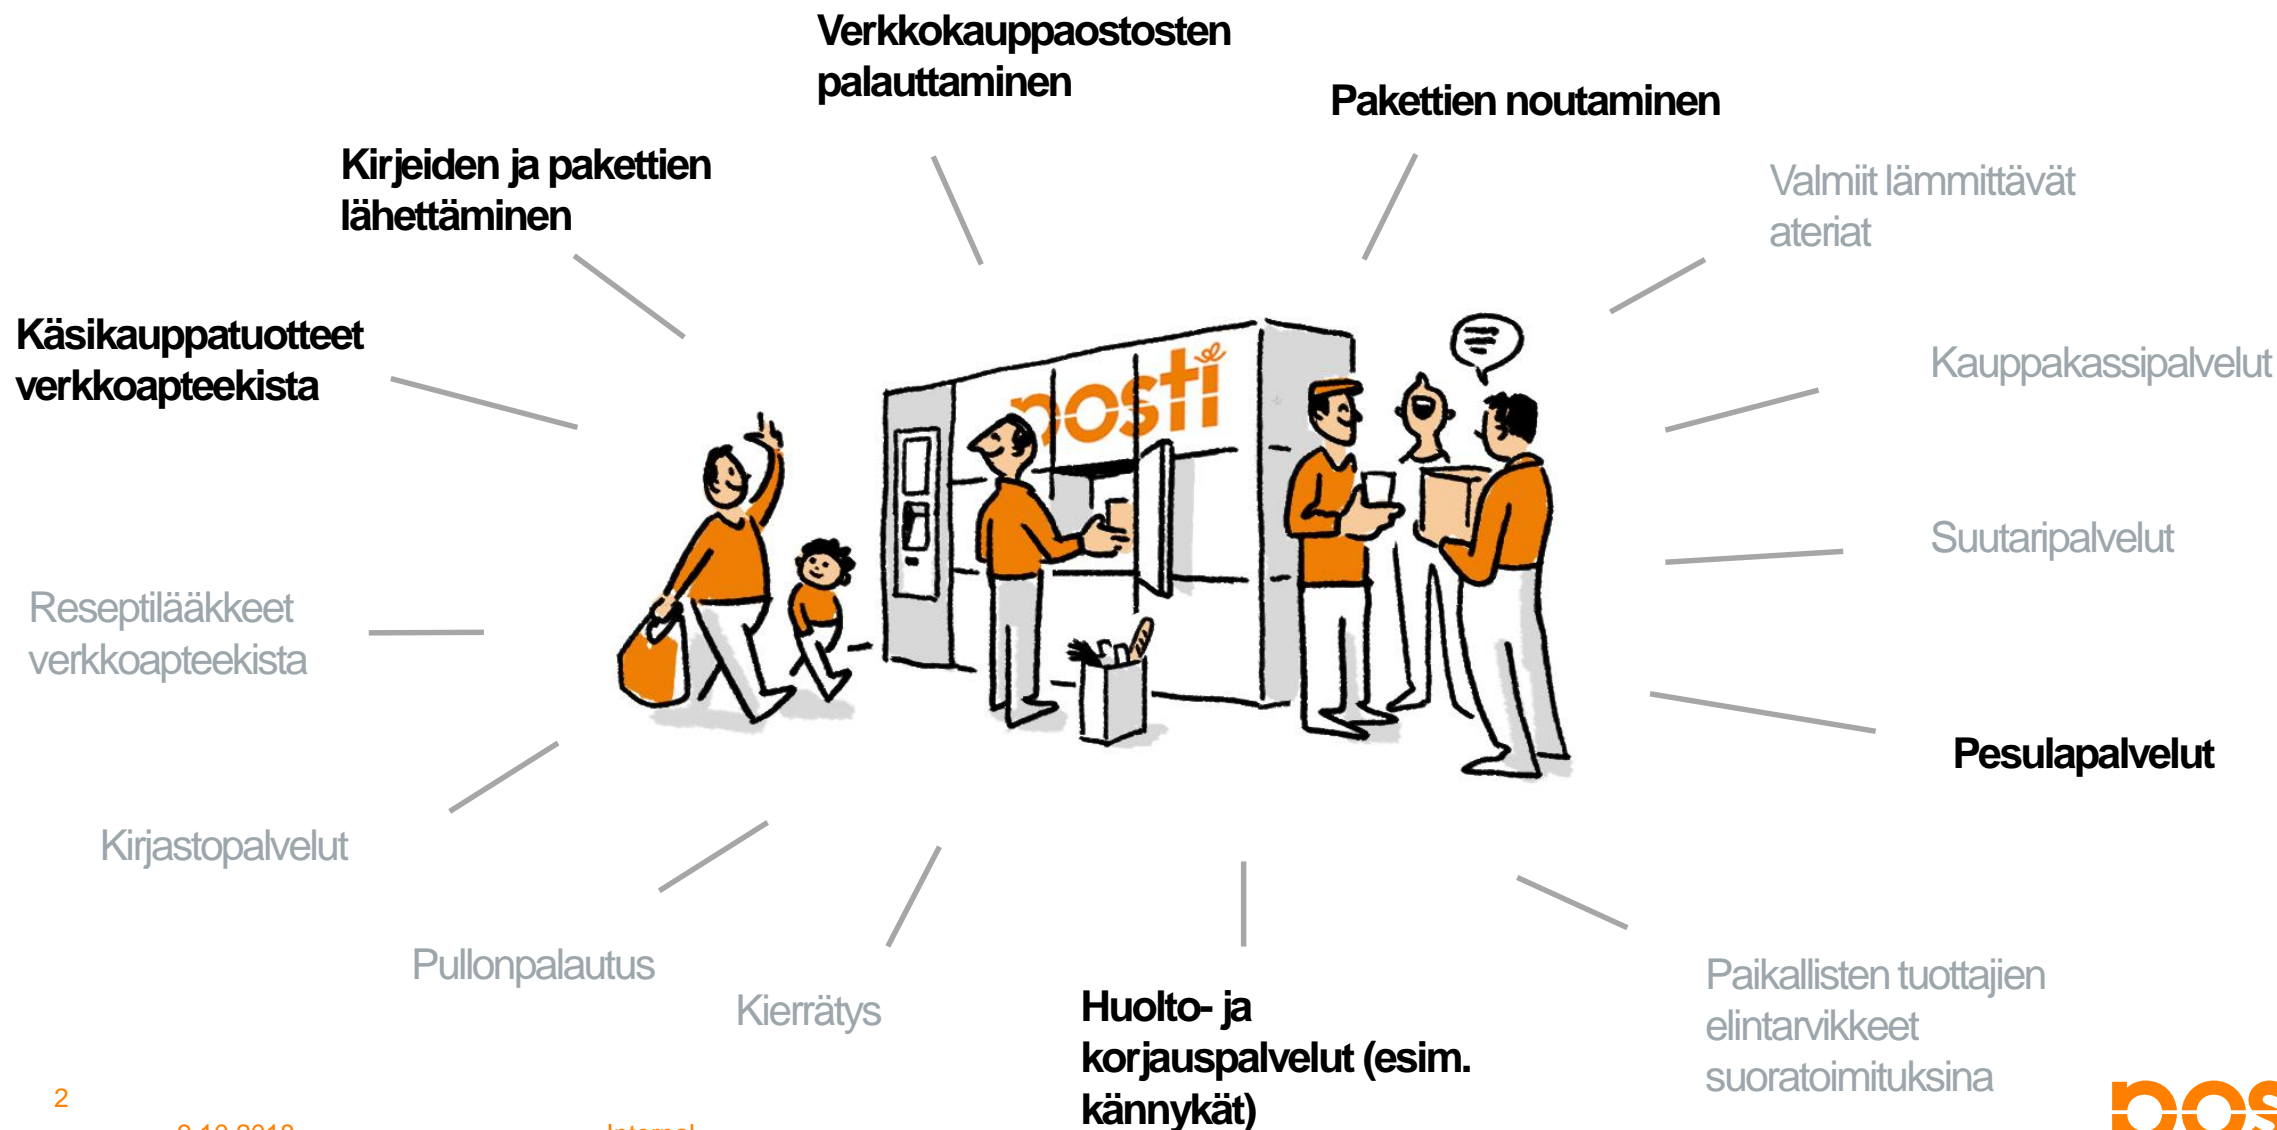 Verkkokauppaostosten
palauttaminen
Pakettien noutaminen
Kirjeiden ja pakettien
lähettäminen
Valmiit lämmittävät
ateriat
Käsikauppatuotteet
verkkoapteekista
Kauppakassipalvelut
posti
Suutaripalvelut
Reseptilääkkeet
verkkoapteekista
Pesulapalvelut
Kirjastopalvelut
Pullonpalautus
Kierrätys
Huolto- ja
korjauspalvelut (esim.
kännykät)
Paikallisten tuottajien
elintarvikkeet
suoratoimituksina
2